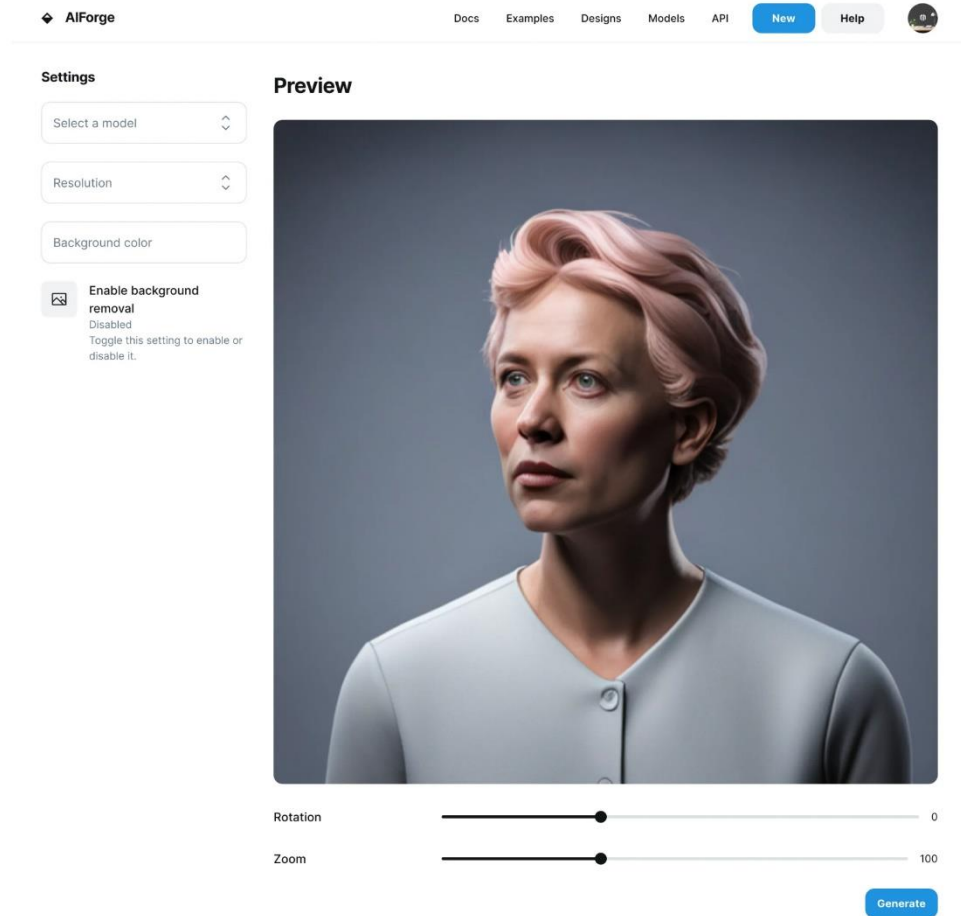 AIForge
Docs Examples Designs Models API New Help
Settings
Select a model
Resolution
Background color
Enable background
removal
Disabled
Toggle this setting to enable or
disable it.
Preview
Rotation 0
Zoom 100
Generate